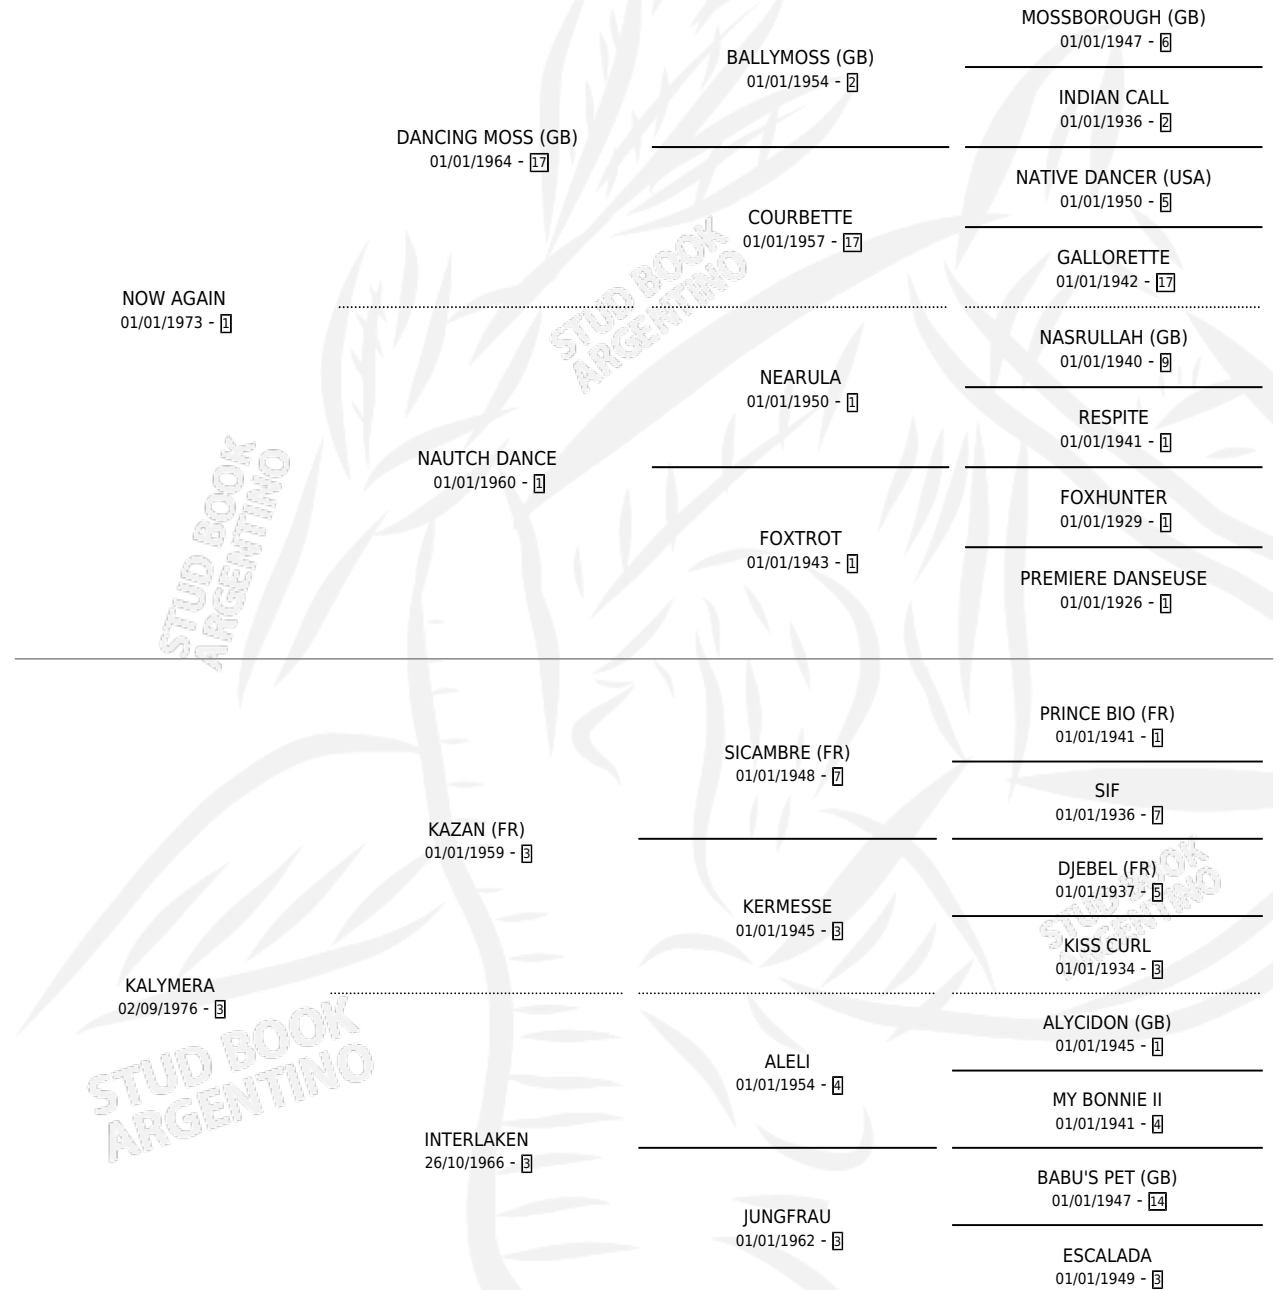 MOSSBOROUGH (GB)
01/01/1947 - 6
BALLYMOSS (GB)
01/01/1954 - 2
INDIAN CALL
01/01/1936 - 2
DANCING MOSS (GB)
01/01/1964 - 17
NATIVE DANCER (USA)
01/01/1950 - 5
COURBETTE
01/01/1957 - 17
GALLORETTE
01/01/1942 - 17
NOW AGAIN
01/01/1973 - 1
NASRULLAH (GB)
01/01/1940 - 9
NEARULA
01/01/1950 - 1
RESPITE
01/01/1941 - 1
NAUTCH DANCE
01/01/1960 - 1
FOXHUNTER
01/01/1929 - 1
FOXTROT
01/01/1943 - 1
PREMIERE DANSEUSE
01/01/1926 - 1
PRINCE BIO (FR)
01/01/1941 - 1
SICAMBRE (FR)
01/01/1948 - 7
SIF
01/01/1936 - 7
KAZAN (FR)
01/01/1959 - 3
DJEBEL (FR)
01/01/1937 - 5
KERMESSE
01/01/1945 - 3
KISS CURL
01/01/1934 - 3
KALYMERA
02/09/1976 - 3
ALYCIDON (GB)
01/01/1945 - 1
ALELI
01/01/1954 - 4
MY BONNIE II
01/01/1941 - 4
INTERLAKEN
26/10/1966 - 3
BABU'S PET (GB)
01/01/1947 - 14
JUNGFRAU
01/01/1962 - 3
ESCALADA
01/01/1949 - 3
STUD BOOK
ARGENTINO
STUD BOOK
ARGENTINO
STUD BOOK
ARGENTINO
STUD BOOK
ARGENTINO